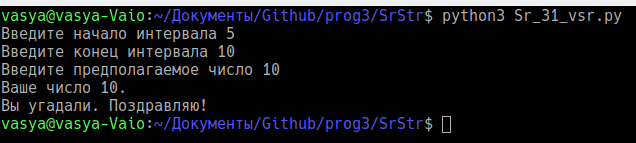 vasya@vasya-Vaio:~/Документы/Github/prog3/SrStr$ python3 Sr_31_vsr.py
Введите начало интервала 5
Введите конец интервала 10
Введите предполагаемое число 10
Ваше число 10.
Вы угадали. Поздравляю!
vasya@vasya-Vaio:~/Документы/Github/prog3/SrStr$